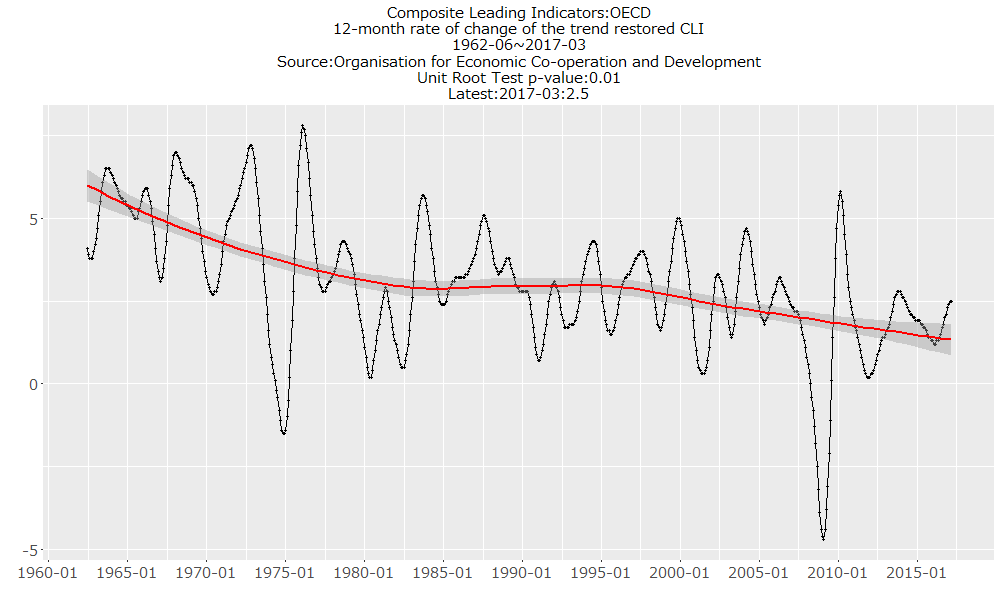 Composite Leading Indicators:OECD
12-month rate of change of the trend restored CLI
1962-06~2017-03
Source:Organisation for Economic Co-operation and Development
Unit Root Test p-value:0.01
Latest:2017-03:2.5
5
0
-5
1960-01 1965-01 1970-01 1975-01 1980-01 1985-01 1990-01 1995-01 2000-01 2005-01 2010-01 2015-01